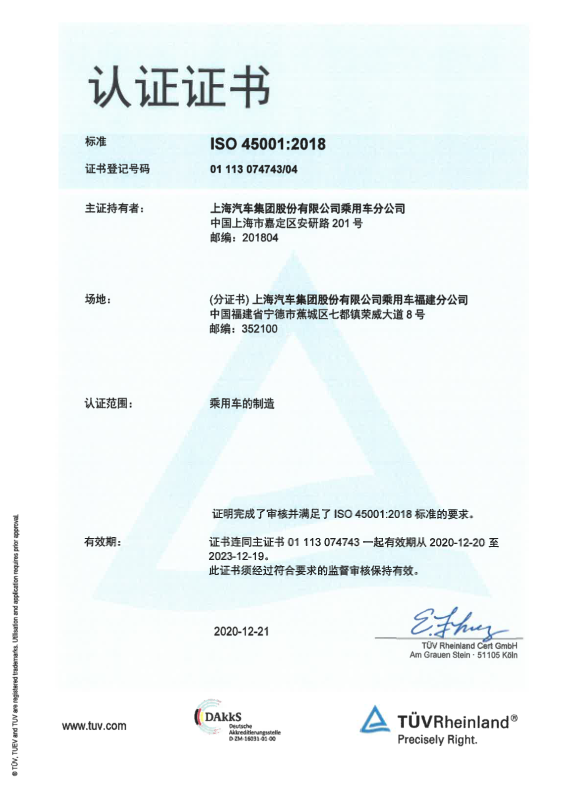 认证证书
标准 ISO 45001:2018
证书登记号码 01 113 074743/04
主证持有者： 上海汽车集团股份有限公司乘用车分公司
中国上海市嘉定区安研路 201 号
邮编：201804
场地： (分证书) 上海汽车集团股份有限公司乘用车福建分公司
中国福建省宁德市蕉城区七都镇荣威大道 8 号
邮编：352100
认证范围： 乘用车的制造
证明完成了审核并满足了 ISO 45001:2018 标准的要求。
有效期： 证书连同主证书 01 113 074743 一起有效期从 2020-12-20 至
2023-12-19。
此证书须经过符合要求的监督审核保持有效。
2020-12-21
TÜV Rheinland Cert GmbH
Am Grauen Stein · 51105 Köln
www.tuv.com
DAkkS
Deutsche
Akkreditierungsstelle
D-ZM-16031-01-00
TÜVRheinland®
Precisely Right.
® TÜV, TUEV and TUV are registered trademarks. Utilisation and application requires prior approval.